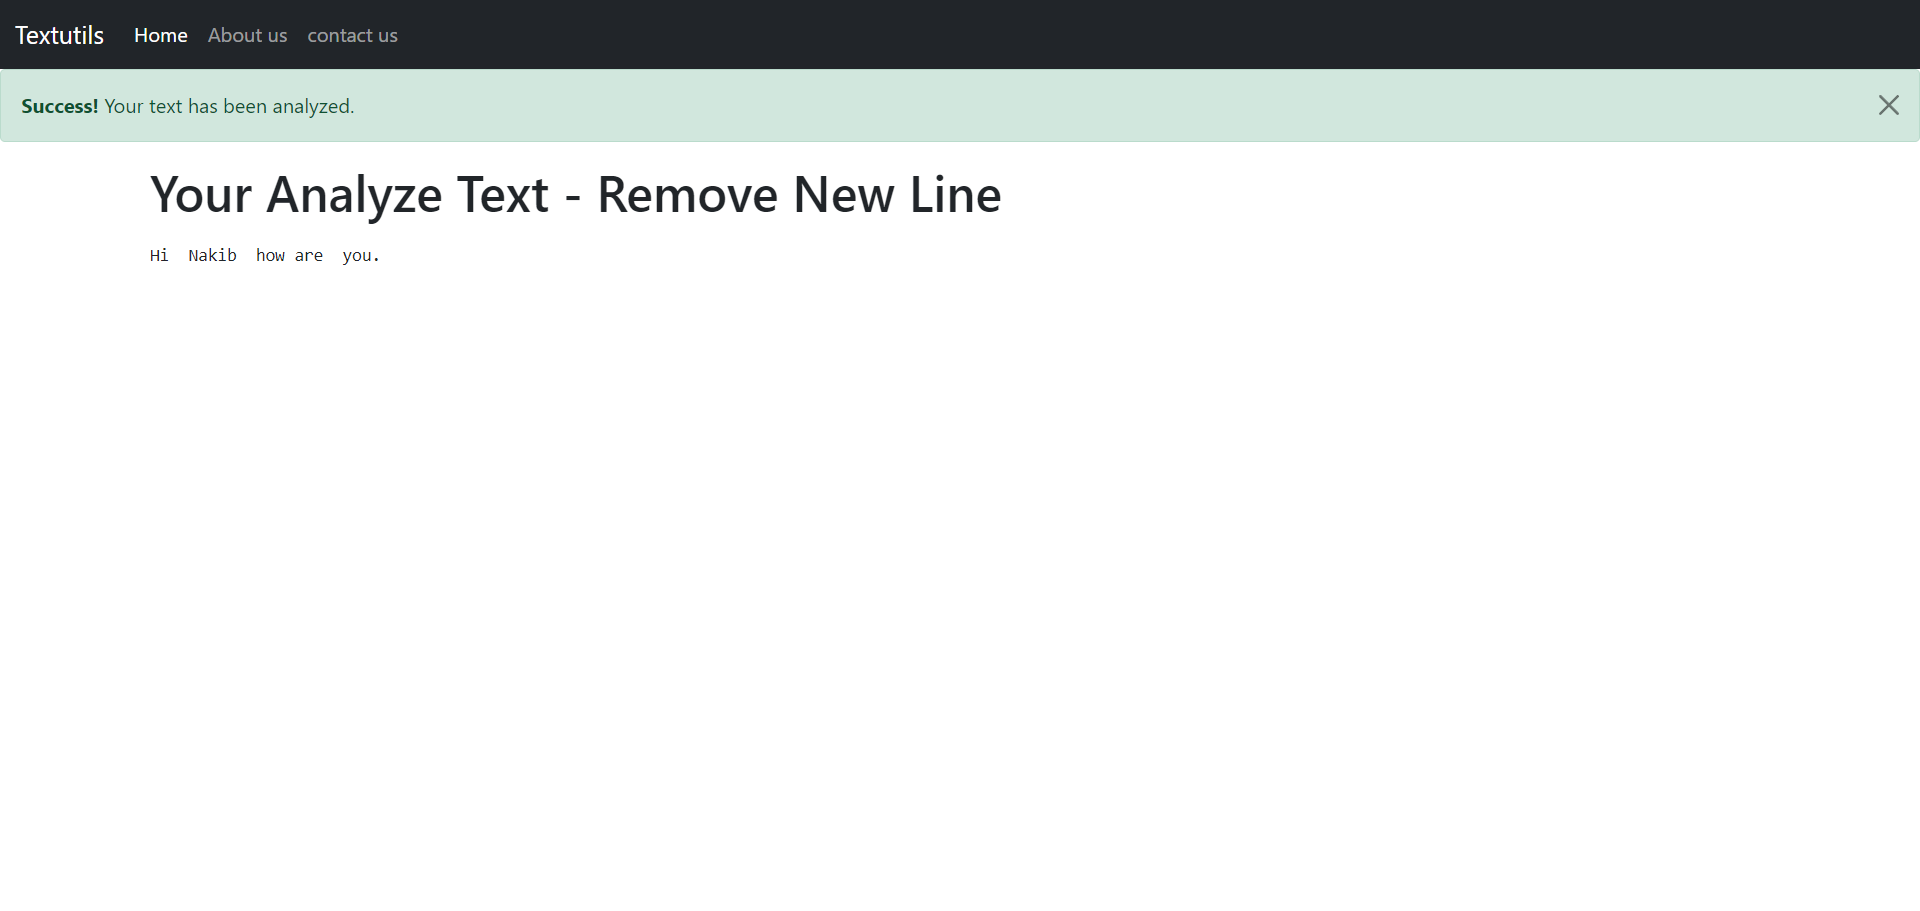 Textutils Home About us contact us
Success! Your text has been analyzed.
Your Analyze Text - Remove New Line
Hi  Nakib  how are  you.